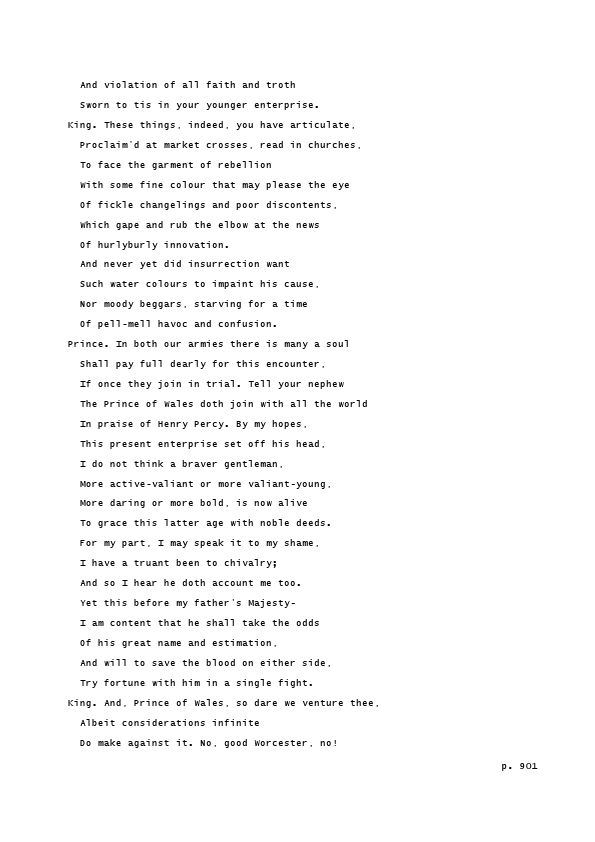 And violation of all faith and troth
Sworn to tis in your younger enterprise.
King. These things, indeed, you have articulate,
Proclaim'd at market crosses, read in churches,
To face the garment of rebellion
With some fine colour that may please the eye
Of fickle changelings and poor discontents,
Which gape and rub the elbow at the news
Of hurlyburly innovation.
And never yet did insurrection want
Such water colours to impaint his cause,
Nor moody beggars, starving for a time
Of pell-mell havoc and confusion.
Prince. In both our armies there is many a soul
Shall pay full dearly for this encounter,
If once they join in trial. Tell your nephew
The Prince of Wales doth join with all the world
In praise of Henry Percy. By my hopes,
This present enterprise set off his head,
I do not think a braver gentleman,
More active-valiant or more valiant-young,
More daring or more bold, is now alive
To grace this latter age with noble deeds.
For my part, I may speak it to my shame,
I have a truant been to chivalry;
And so I hear he doth account me too.
Yet this before my father's Majesty-
I am content that he shall take the odds
Of his great name and estimation,
And will to save the blood on either side,
Try fortune with him in a single fight.
King. And, Prince of Wales, so dare we venture thee,
Albeit considerations infinite
Do make against it. No, good Worcester, no!
p. 901